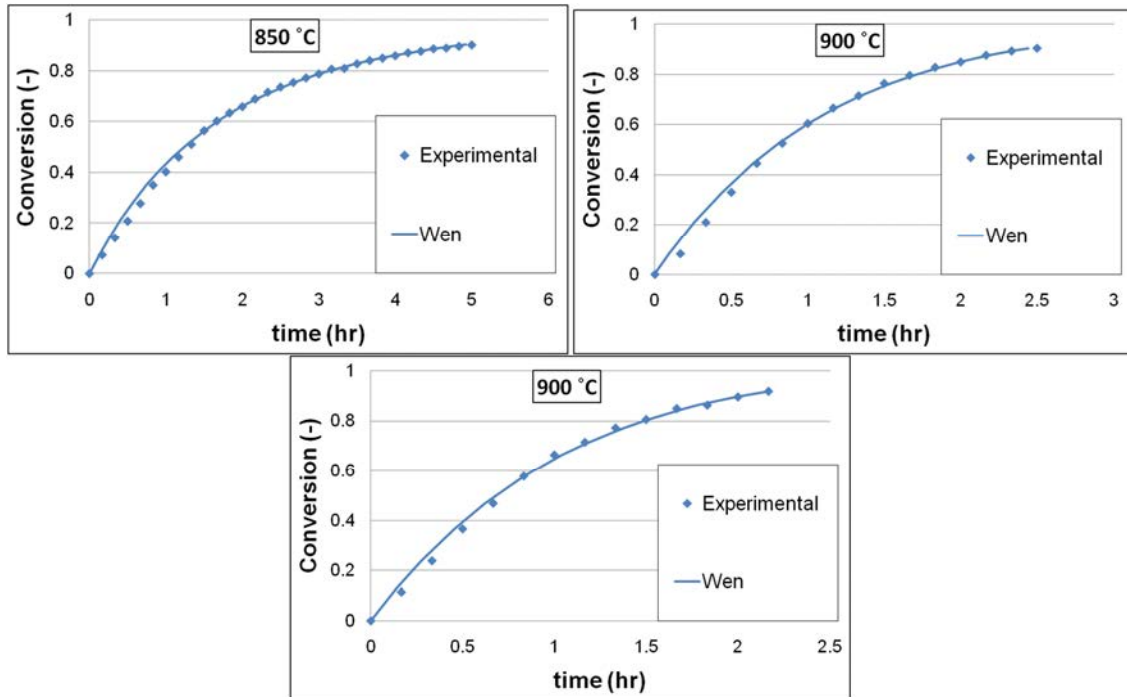 850 ˚C
Conversion (-)
1
0.8
0.6
0.4
0.2
0
0 1 2 3 4 5 6
time (hr)
Experimental
Wen
900 ˚C
Conversion (-)
1
0.8
0.6
0.4
0.2
0
0 0.5 1 1.5 2 2.5 3
time (hr)
Experimental
Wen
900 ˚C
Conversion (-)
1
0.8
0.6
0.4
0.2
0
0 0.5 1 1.5 2 2.5
time (hr)
Experimental
Wen